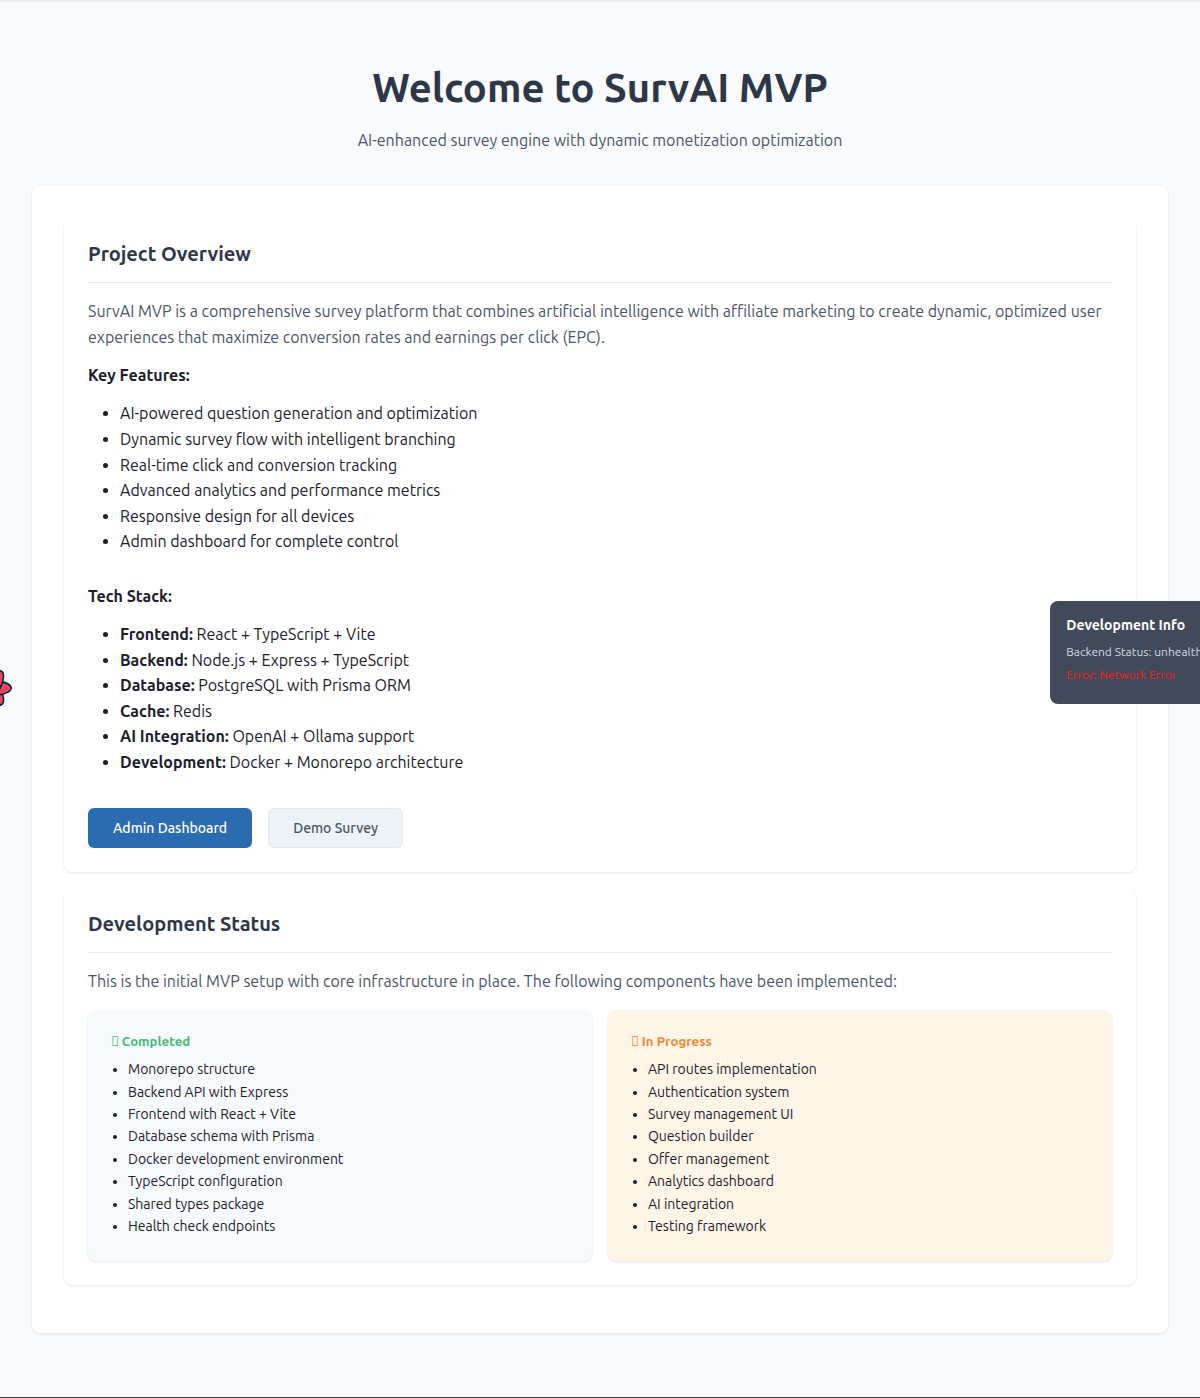 Welcome to SurvAI MVP
AI-enhanced survey engine with dynamic monetization optimization
Project Overview
SurvAI MVP is a comprehensive survey platform that combines artificial intelligence with affiliate marketing to create dynamic, optimized user
experiences that maximize conversion rates and earnings per click (EPC).
Key Features:
AI-powered question generation and optimization
Dynamic survey flow with intelligent branching
Real-time click and conversion tracking
Advanced analytics and performance metrics
Responsive design for all devices
Admin dashboard for complete control
Tech Stack:
Frontend: React + TypeScript + Vite
Backend: Node.js + Express + TypeScript
Database: PostgreSQL with Prisma ORM
Cache: Redis
AI Integration: OpenAI + Ollama support
Development: Docker + Monorepo architecture
Admin Dashboard
Demo Survey
Development Info
Backend Status: unhealth
Error: Network Error
Development Status
This is the initial MVP setup with core infrastructure in place. The following components have been implemented:
Completed
Monorepo structure
Backend API with Express
Frontend with React + Vite
Database schema with Prisma
Docker development environment
TypeScript configuration
Shared types package
Health check endpoints
In Progress
API routes implementation
Authentication system
Survey management UI
Question builder
Offer management
Analytics dashboard
AI integration
Testing framework